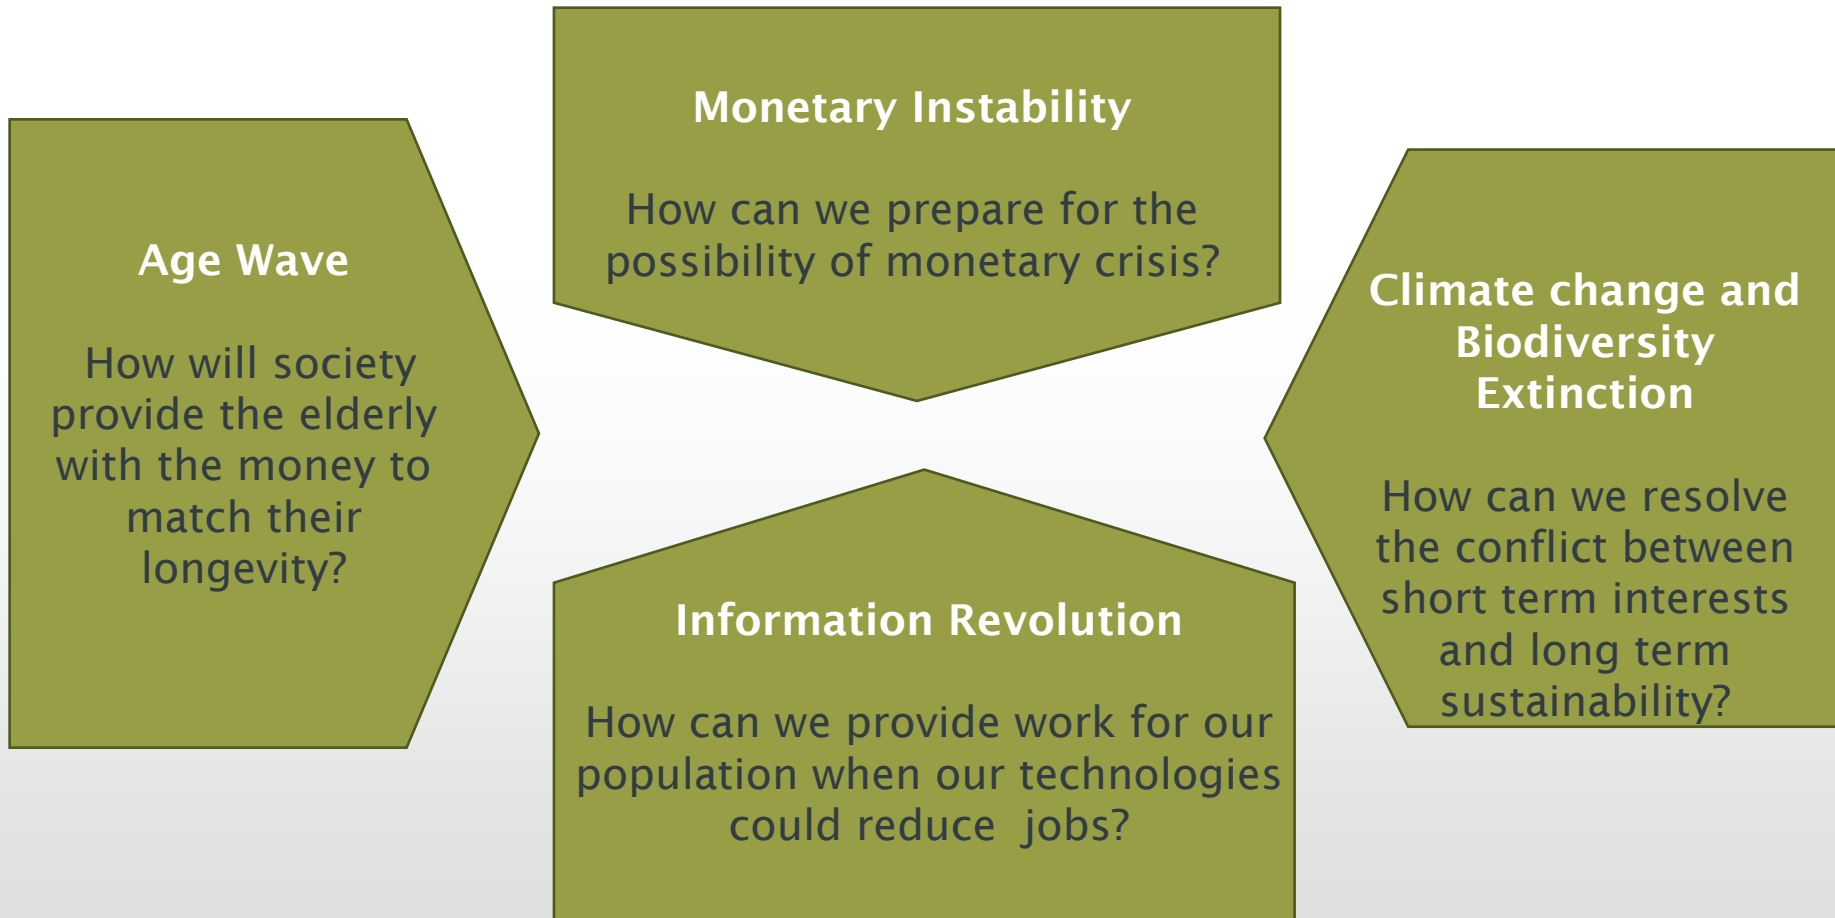 Monetary Instability
How can we prepare for the
possibility of monetary crisis?
Age Wave
How will society
provide the elderly
with the money to
match their
longevity?
Climate change and
Biodiversity
Extinction
How can we resolve
the conflict between
short term interests
and long term
sustainability?
Information Revolution
How can we provide work for our
population when our technologies
could reduce  jobs?